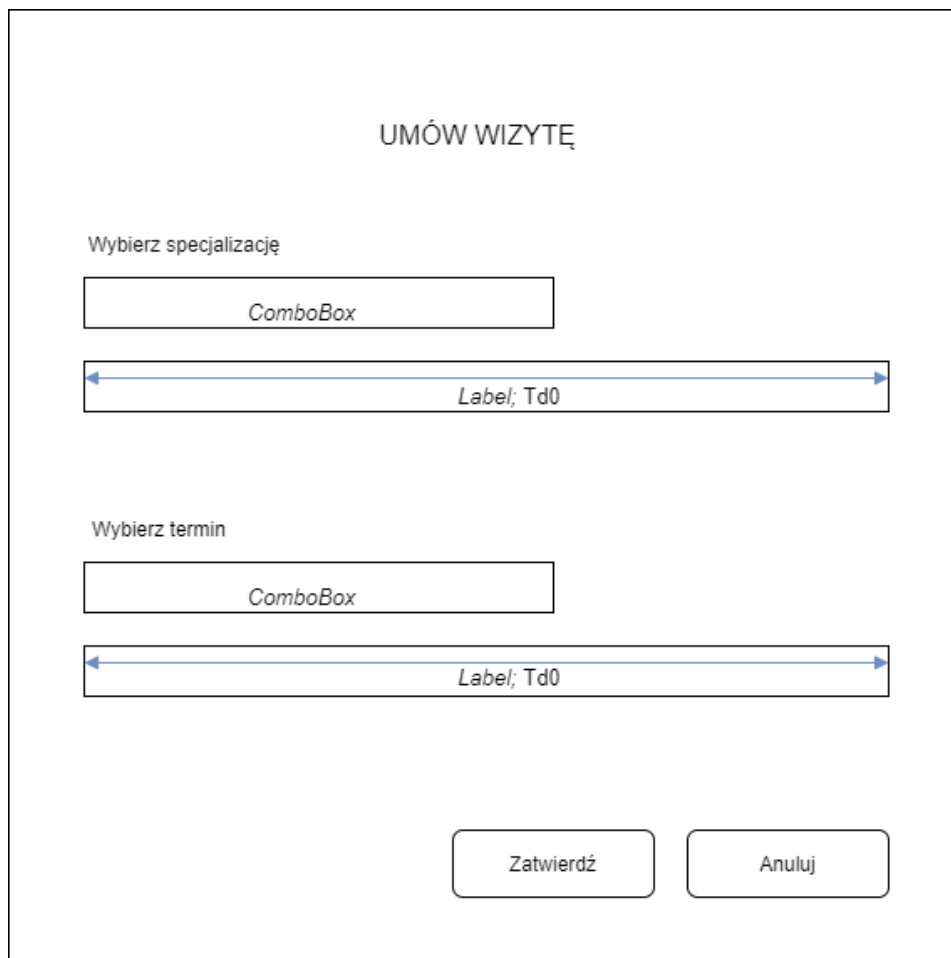 UMÓW WIZYTĘ
Wybierz specjalizację
ComboBox
Label; Td0
Wybierz termin
ComboBox
Label; Td0
Zatwierdź
Anuluj